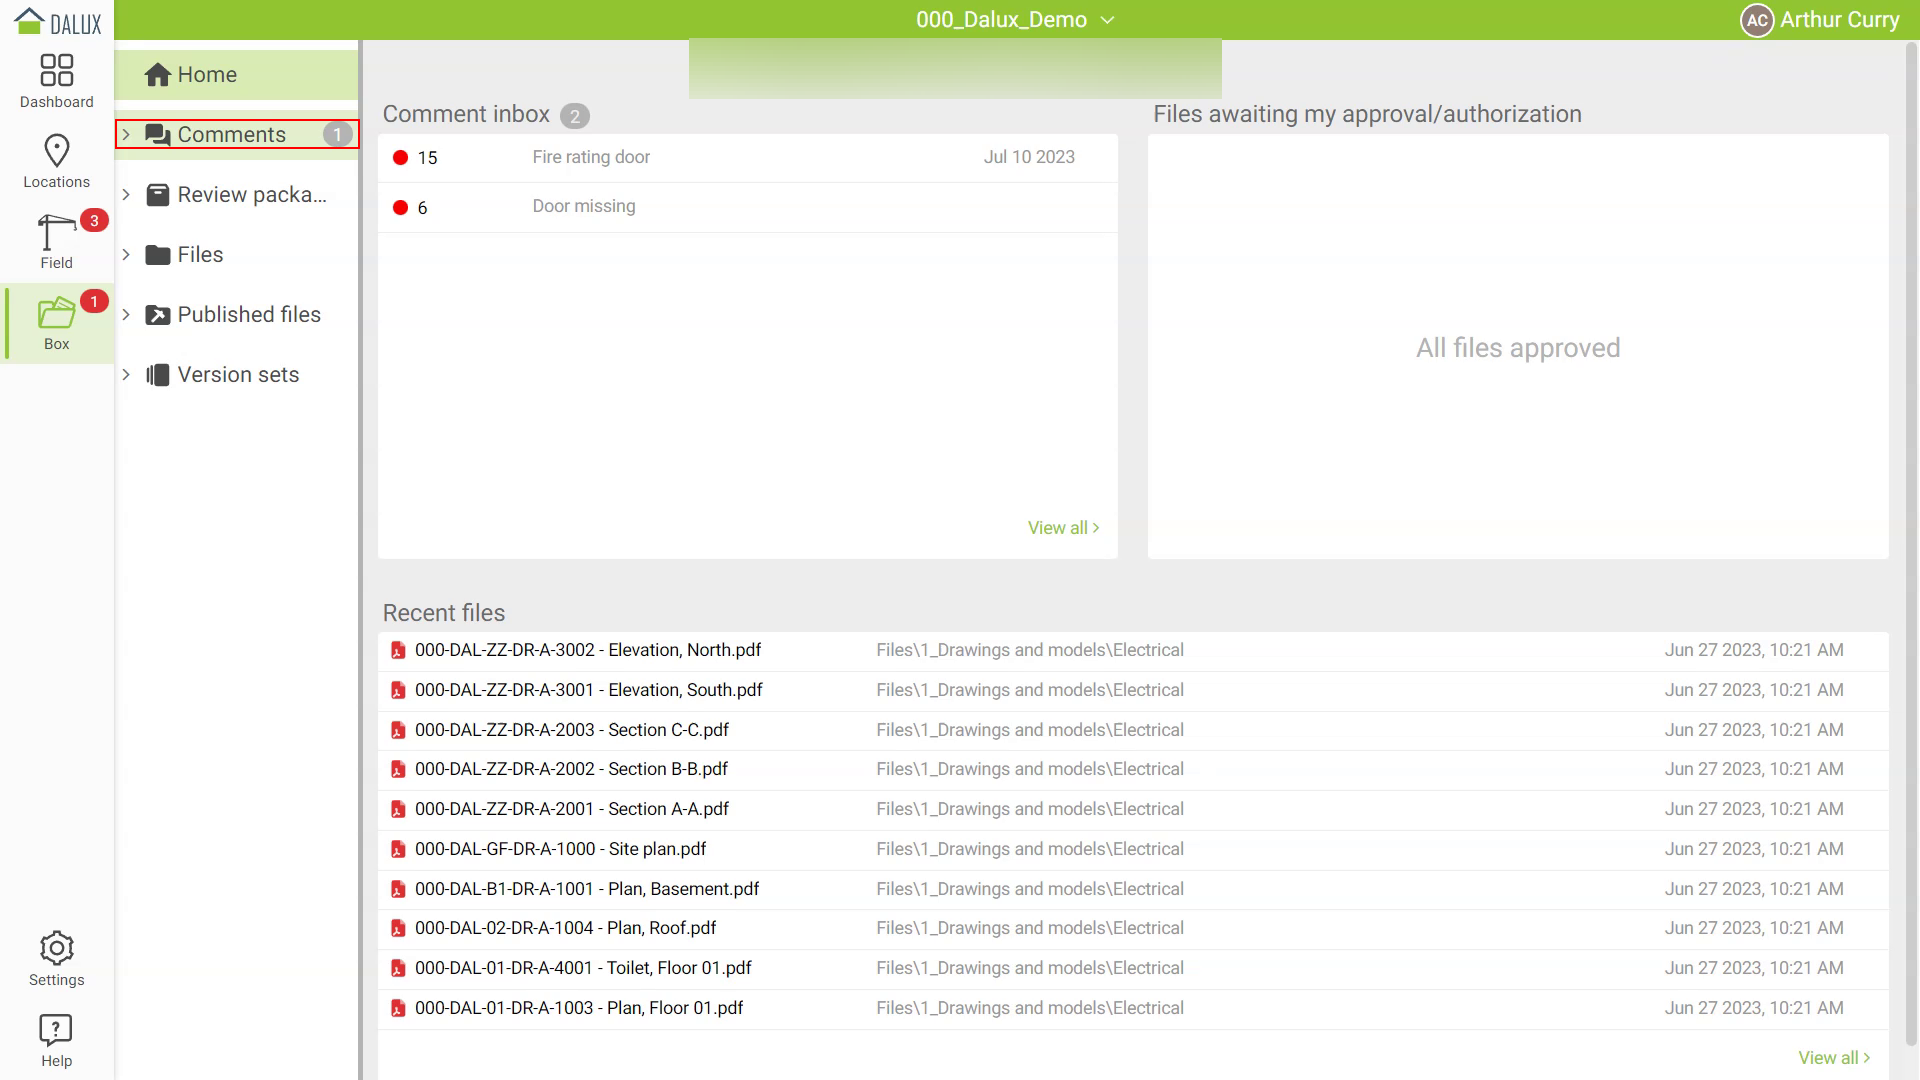 DALUX
000_Dalux_Demo
AC Arthur Curry
Dashboard
Locations
3
Field
1
Box
Settings
?
Help
Home
Comments 1
Review packa...
Files
Published files
Version sets
Comment inbox 2
15 Fire rating door Jul 10 2023
6 Door missing
View all >
Files awaiting my approval/authorization
All files approved
Recent files
000-DAL-ZZ-DR-A-3002 - Elevation, North.pdf Files\1_Drawings and models\Electrical Jun 27 2023, 10:21 AM
000-DAL-ZZ-DR-A-3001 - Elevation, South.pdf Files\1_Drawings and models\Electrical Jun 27 2023, 10:21 AM
000-DAL-ZZ-DR-A-2003 - Section C-C.pdf Files\1_Drawings and models\Electrical Jun 27 2023, 10:21 AM
000-DAL-ZZ-DR-A-2002 - Section B-B.pdf Files\1_Drawings and models\Electrical Jun 27 2023, 10:21 AM
000-DAL-ZZ-DR-A-2001 - Section A-A.pdf Files\1_Drawings and models\Electrical Jun 27 2023, 10:21 AM
000-DAL-GF-DR-A-1000 - Site plan.pdf Files\1_Drawings and models\Electrical Jun 27 2023, 10:21 AM
000-DAL-B1-DR-A-1001 - Plan, Basement.pdf Files\1_Drawings and models\Electrical Jun 27 2023, 10:21 AM
000-DAL-02-DR-A-1004 - Plan, Roof.pdf Files\1_Drawings and models\Electrical Jun 27 2023, 10:21 AM
000-DAL-01-DR-A-4001 - Toilet, Floor 01.pdf Files\1_Drawings and models\Electrical Jun 27 2023, 10:21 AM
000-DAL-01-DR-A-1003 - Plan, Floor 01.pdf Files\1_Drawings and models\Electrical Jun 27 2023, 10:21 AM
View all >